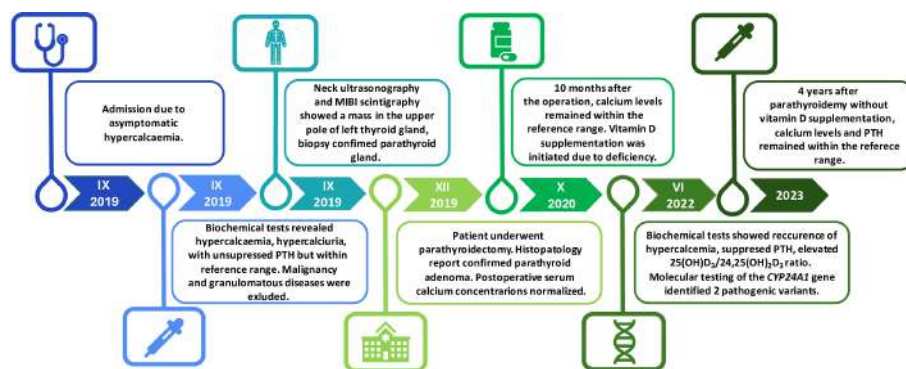 Admission due to
asymptomatic
hypercalcaemia.
IX
2019
Biochemical tests revealed
hypercalcaemia, hypercalciuria,
with unsupressed PTH but within
reference range. Malignancy
and granulomatous diseases were
exluded.
IX
2019
Neck ultrasonography
and MIBI scintigraphy
showed a mass in the upper
pole of left thyroid gland,
biopsy confimed parathyroid
gland.
IX
2019
Patient underwent
parathyroidectomy. Histopatology
report confirmed parathyroid
adenoma. Postoperative serum
calcium concentrarions normalized.
XII
2019
10 months after
the operation, calcium levels
remained within the
reference range. Vitamin D
supplementation was
initiated due to deficiency.
X
2020
Biochemical tests showed reccurence of
hypercalcemia, suppresed PTH, elevated
25(OH)D₃/24,25(OH)₂D₃ ratio.
Molecular testing of the CYP24A1 gene
identified 2 pathogenic variants.
VI
2022
4 years after
parathyroidemy without
vitamin D supplementation,
calcium levels and PTH
remained within the referece
range.
2023